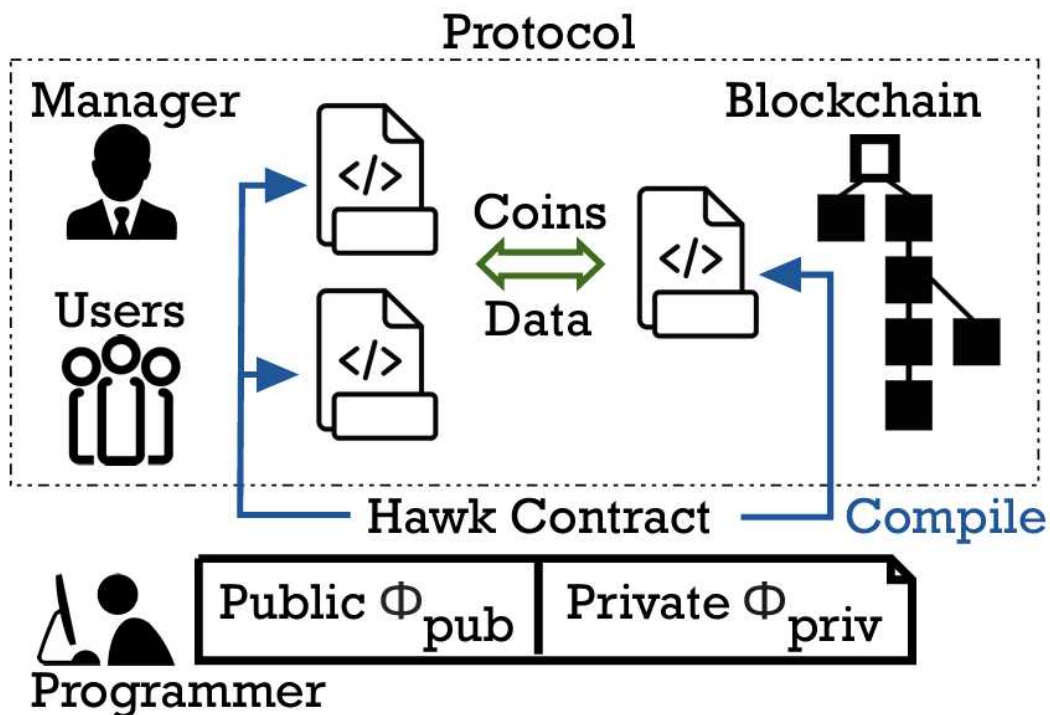 Protocol
Manager
Blockchain
</>
Coins
</>
Users
Data
</>
Hawk Contract
Compile
Public Φpub
Private Φpriv
Programmer